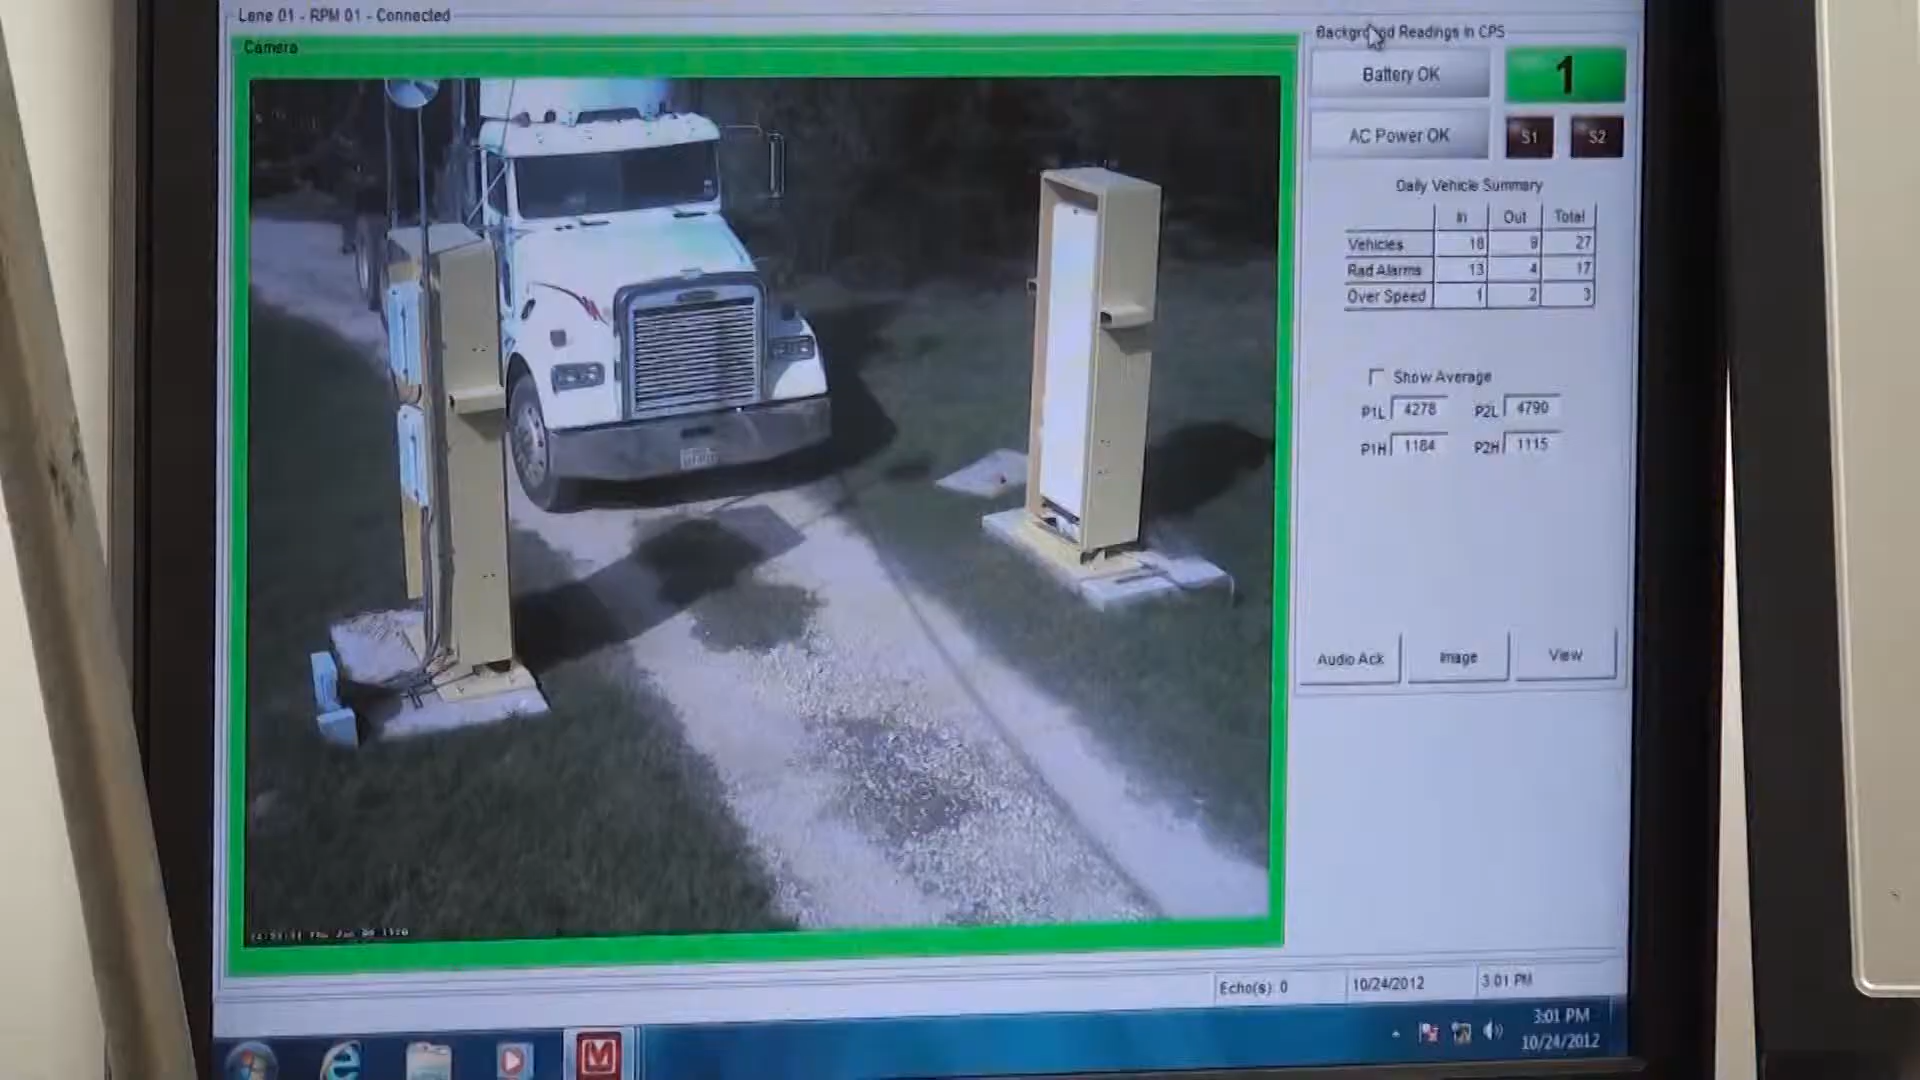 Lane 01 - RPM 01 - Connected
Camera
Background Readings in CPS
Battery OK
1
AC Power OK
S1
S2
Daily Vehicle Summary
In Out Total
Vehicles 18 9 27
Rad Alarms 13 4 17
Over Speed 1 2 3
Show Average
P1L 4278 P2L 4790
P1H 1184 P2H 1115
Audio Ack
Image
View
Echo(s): 0
10/24/2012
3:01 PM
3:01 PM
10/24/2012